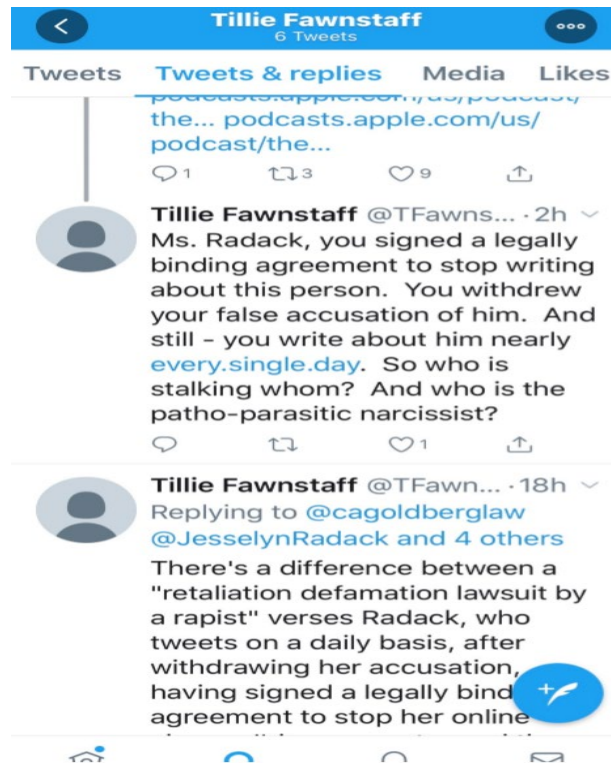 Tillie Fawnstaff
6 Tweets
Tweets Tweets & replies Media Likes
podcasts.apple.com/us/podcast/
the... podcasts.apple.com/us/
podcast/the...
1 3 9
Tillie Fawnstaff @TFawns... · 2h
Ms. Radack, you signed a legally
binding agreement to stop writing
about this person. You withdrew
your false accusation of him. And
still - you write about him nearly
every.single.day. So who is
stalking whom? And who is the
patho-parasitic narcissist?
1
Tillie Fawnstaff @TFawn... · 18h
Replying to @cagoldberglaw
@JesselynRadack and 4 others
There's a difference between a
"retaliation defamation lawsuit by
a rapist" verses Radack, who
tweets on a daily basis, after
withdrawing her accusation,
having signed a legally bind
agreement to stop her online